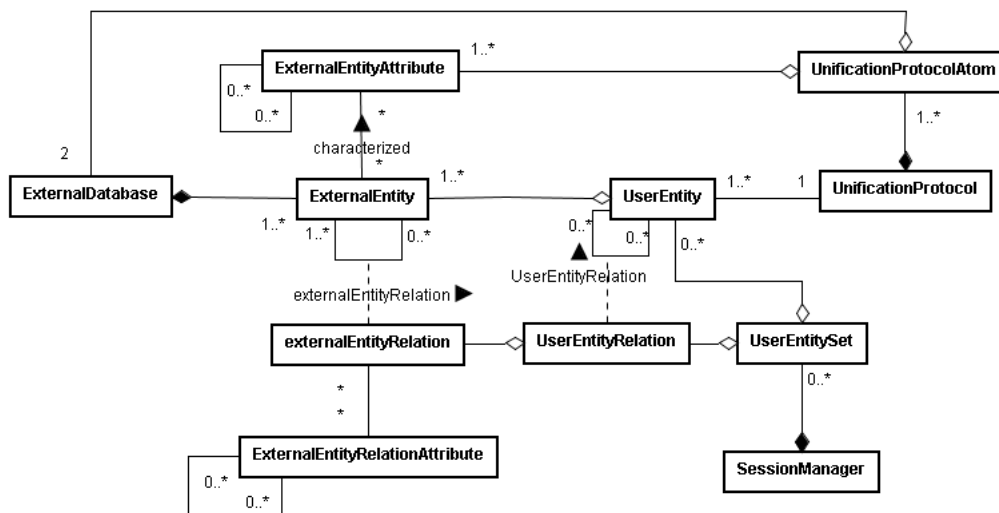 1..*
ExternalEntityAttribute
UnificationProtocolAtom
0..*
0..*
*
1..*
characterized
2
*
ExternalDatabase
ExternalEntity
1..*
UserEntity
1..*
1
UnificationProtocol
1..*
1..*
0..*
0..*
0..*
0..*
externalEntityRelation
UserEntityRelation
externalEntityRelation
UserEntityRelation
UserEntitySet
*
*
0..*
ExternalEntityRelationAttribute
SessionManager
0..*
0..*